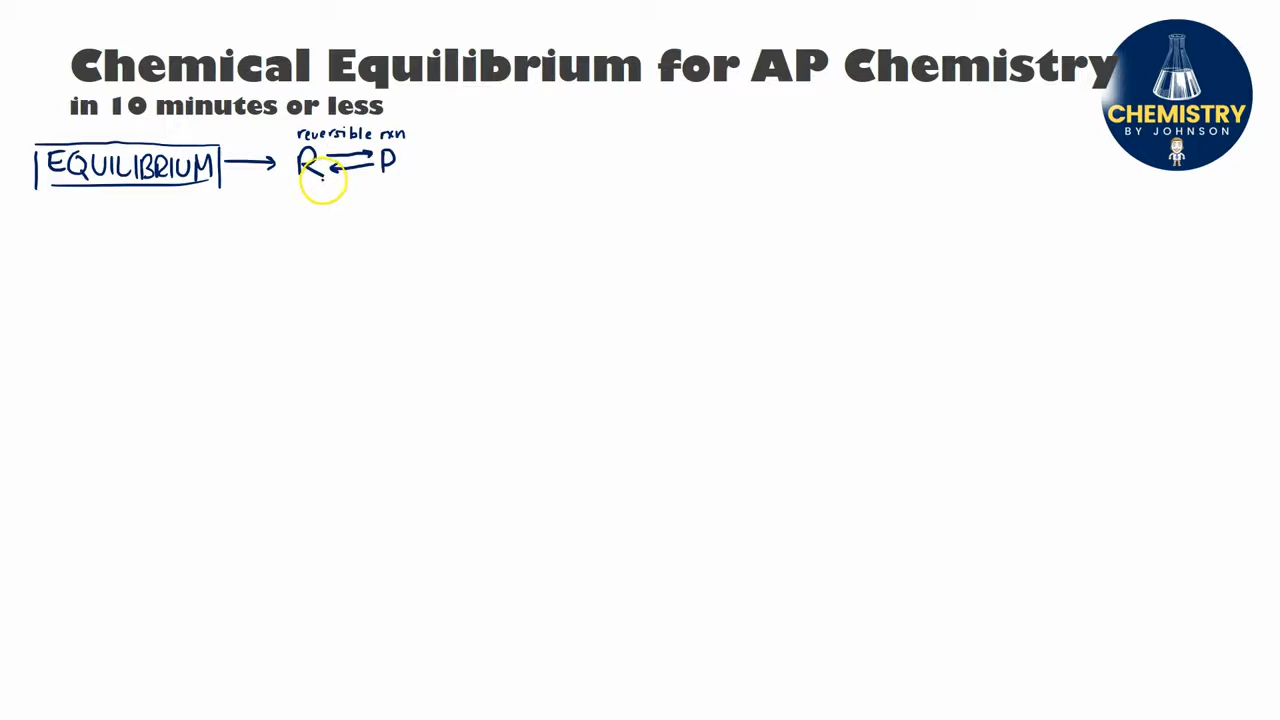 Chemical Equilibrium for AP Chemistry
in 10 minutes or less
CHEMISTRY
BY JOHNSON
reversible rxn
EQUILIBRIUM → R ⇄ P